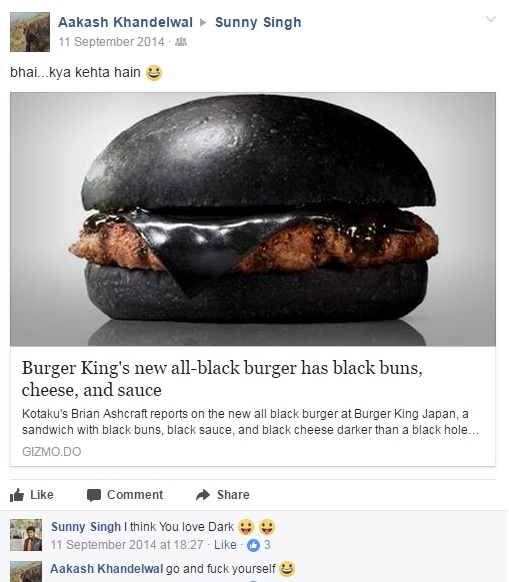 Aakash Khandelwal ▸ Sunny Singh
11 September 2014 ·
bhai...kya kehta hain 😀
Burger King's new all-black burger has black buns,
cheese, and sauce
Kotaku's Brian Ashcraft reports on the new all black burger at Burger King Japan, a
sandwich with black buns, black sauce, and black cheese darker than a black hole...
GIZMO.DO
Like Comment Share
Sunny Singh I think You love Dark 😛 😛
11 September 2014 at 18:27 · Like · 3
Aakash Khandelwal go and fuck yourself 😀